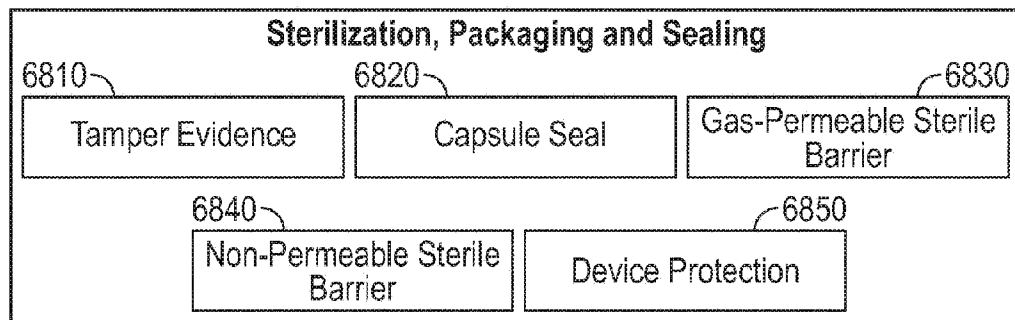 Sterilization, Packaging and Sealing
6810 6820 6830
Tamper Evidence Capsule Seal Gas-Permeable Sterile
Barrier
6840 6850
Non-Permeable Sterile
Barrier
Device Protection